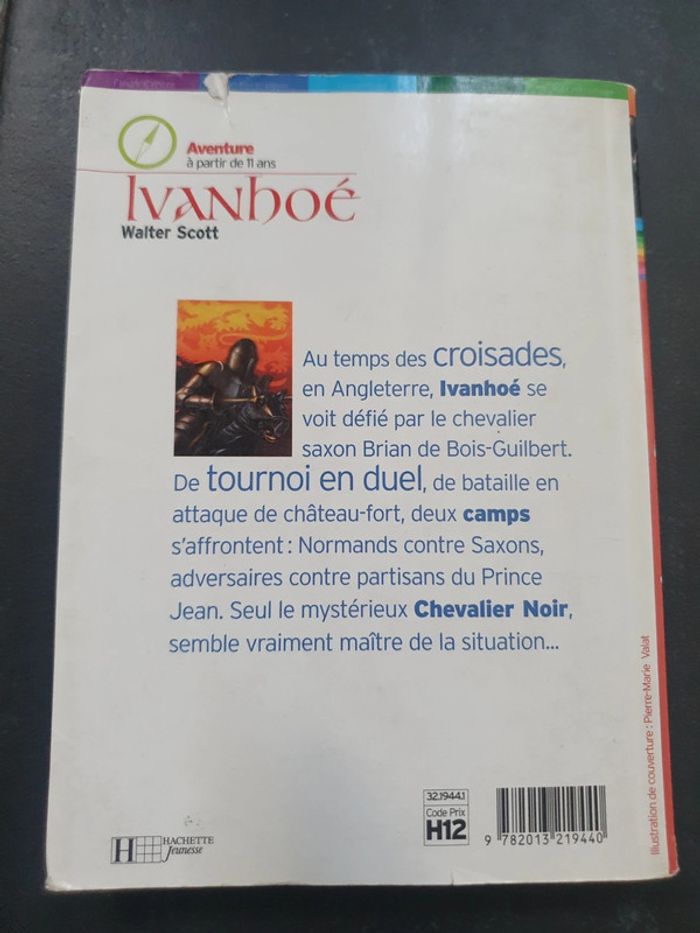 Aventure
à partir de 11 ans
Ivanhoé
Walter Scott
Au temps des croisades,
en Angleterre, Ivanhoé se
voit défié par le chevalier
saxon Brian de Bois-Guilbert.
De tournoi en duel, de bataille en
attaque de château-fort, deux camps
s'affrontent : Normands contre Saxons,
adversaires contre partisans du Prince
Jean. Seul le mystérieux Chevalier Noir,
semble vraiment maître de la situation...
Illustration de couverture : Pierre-Marie Valat
H HACHETTE
Jeunesse
32.1944.1
Code Prix
H12
9 782013 219440